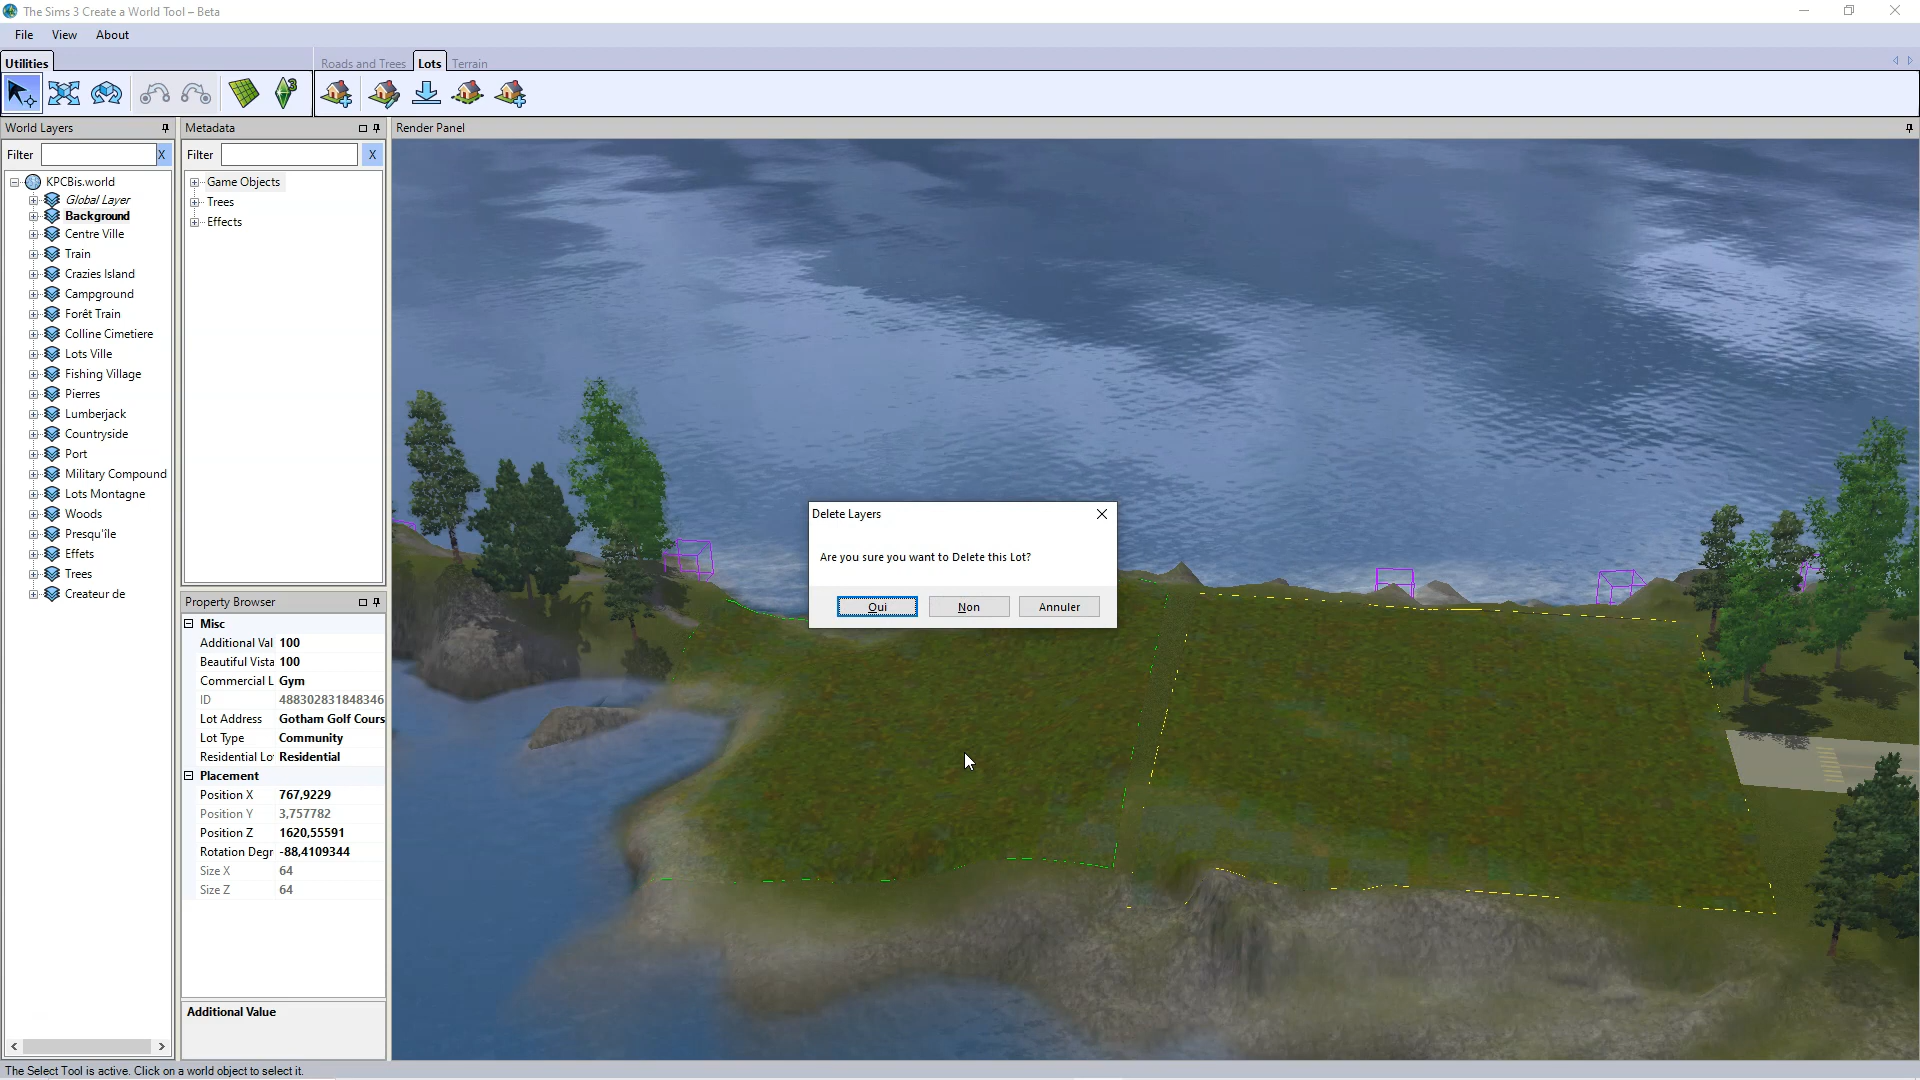 The Sims 3 Create a World Tool – Beta
File View About
Utilities
Roads and Trees Lots Terrain
World Layers
Filter X
KPCBis.world
Global Layer
Background
Centre Ville
Train
Crazies Island
Campground
Forêt Train
Colline Cimetiere
Lots Ville
Fishing Village
Pierres
Lumberjack
Countryside
Port
Military Compound
Lots Montagne
Woods
Presqu'île
Effets
Trees
Createur de
Metadata
Filter X
Game Objects
Trees
Effects
Property Browser
Misc
Additional Val 100
Beautiful Vista 100
Commercial L Gym
ID 488302831848346
Lot Address Gotham Golf Cours
Lot Type Community
Residential Lo Residential
Placement
Position X 767,9229
Position Y 3,757782
Position Z 1620,55591
Rotation Degr -88,4109344
Size X 64
Size Z 64
Additional Value
Render Panel
Delete Layers
Are you sure you want to Delete this Lot?
Oui Non Annuler
The Select Tool is active. Click on a world object to select it.